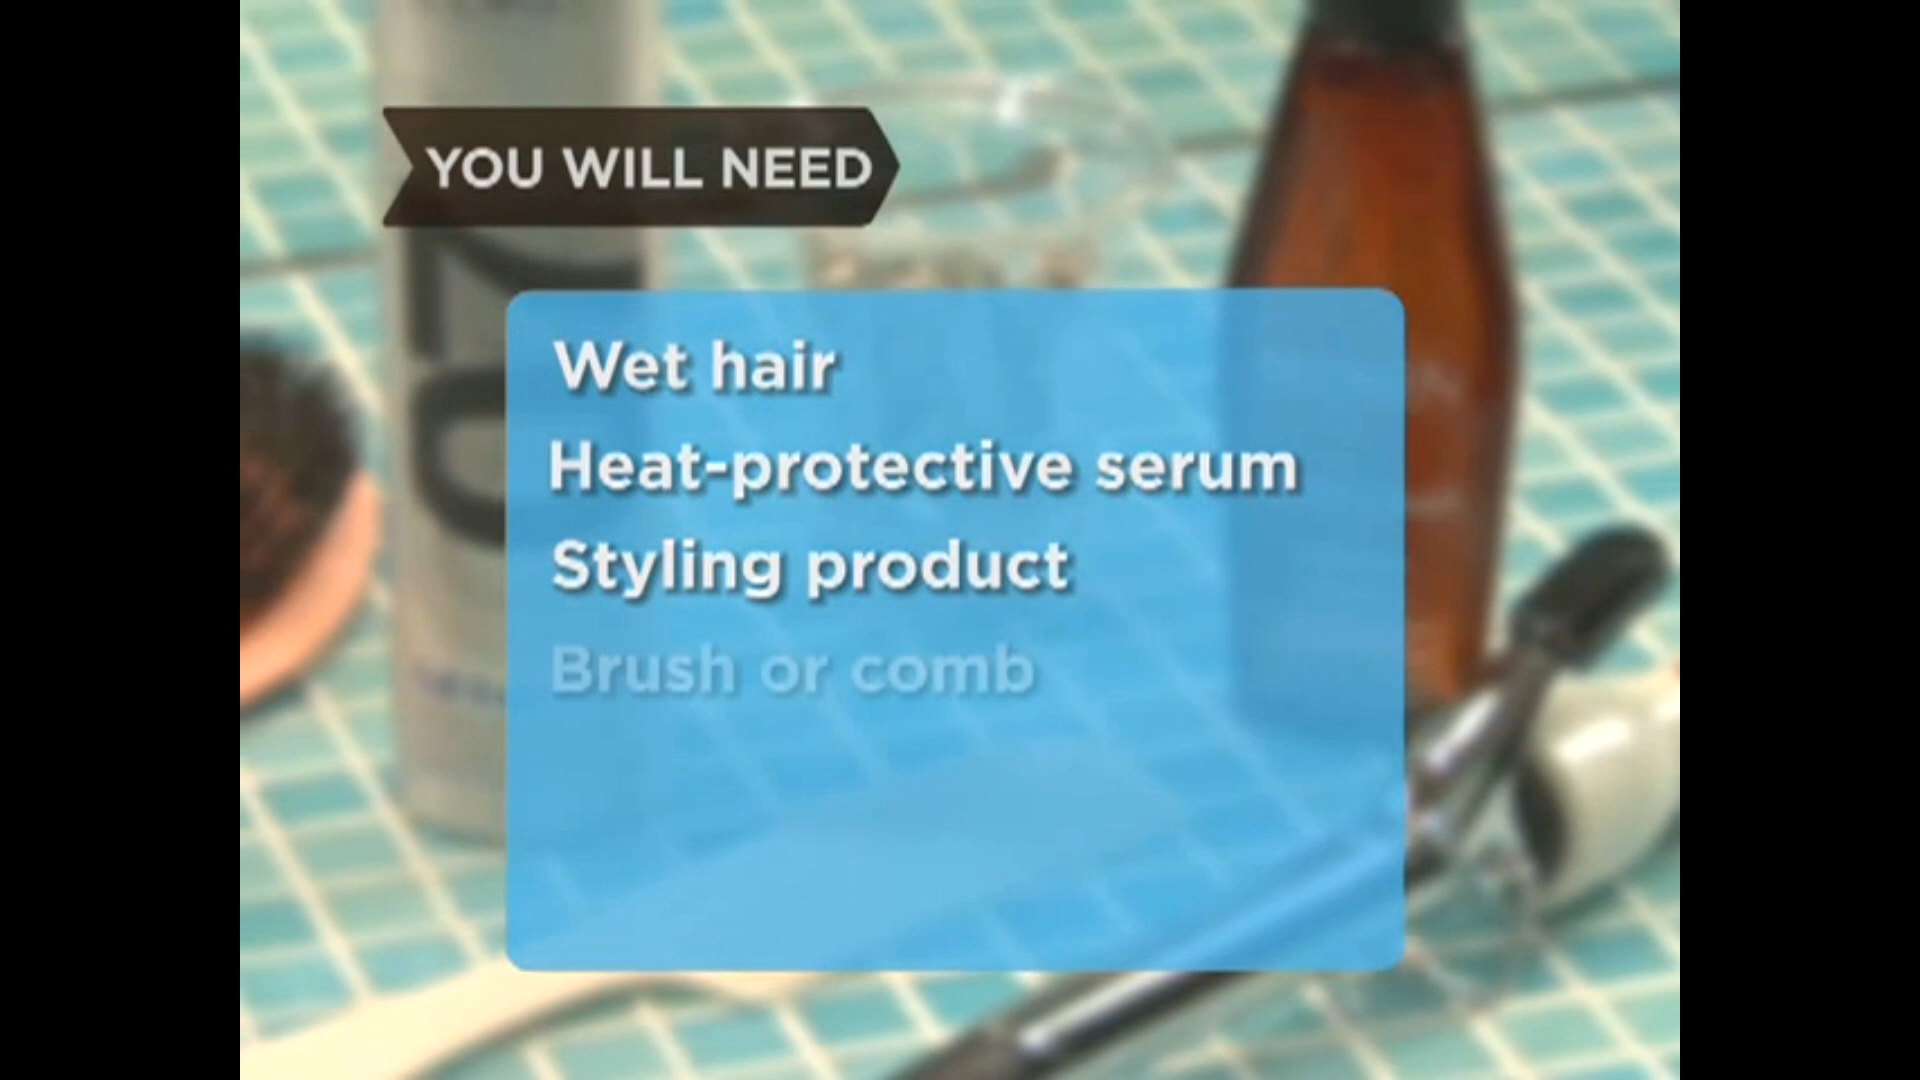 YOU WILL NEED
Wet hair
Heat-protective serum
Styling product
Brush or comb